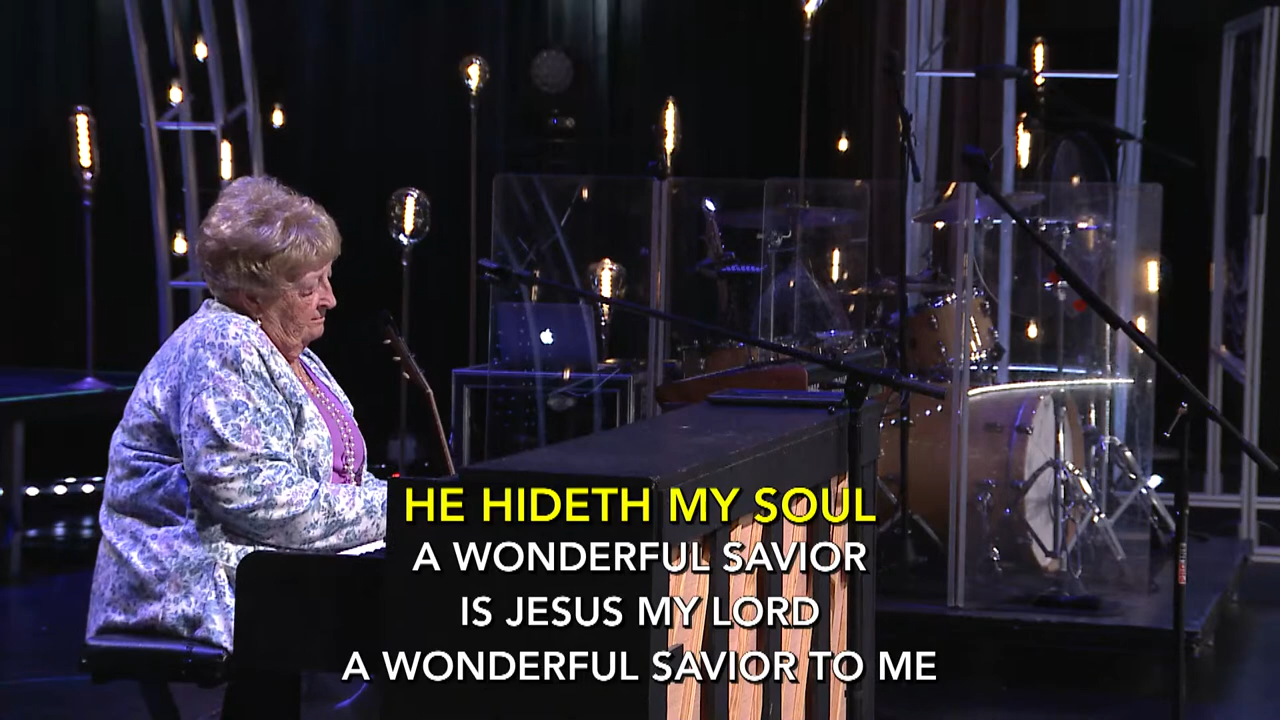 HE HIDETH MY SOUL
A WONDERFUL SAVIOR
IS JESUS MY LORD
A WONDERFUL SAVIOR TO ME